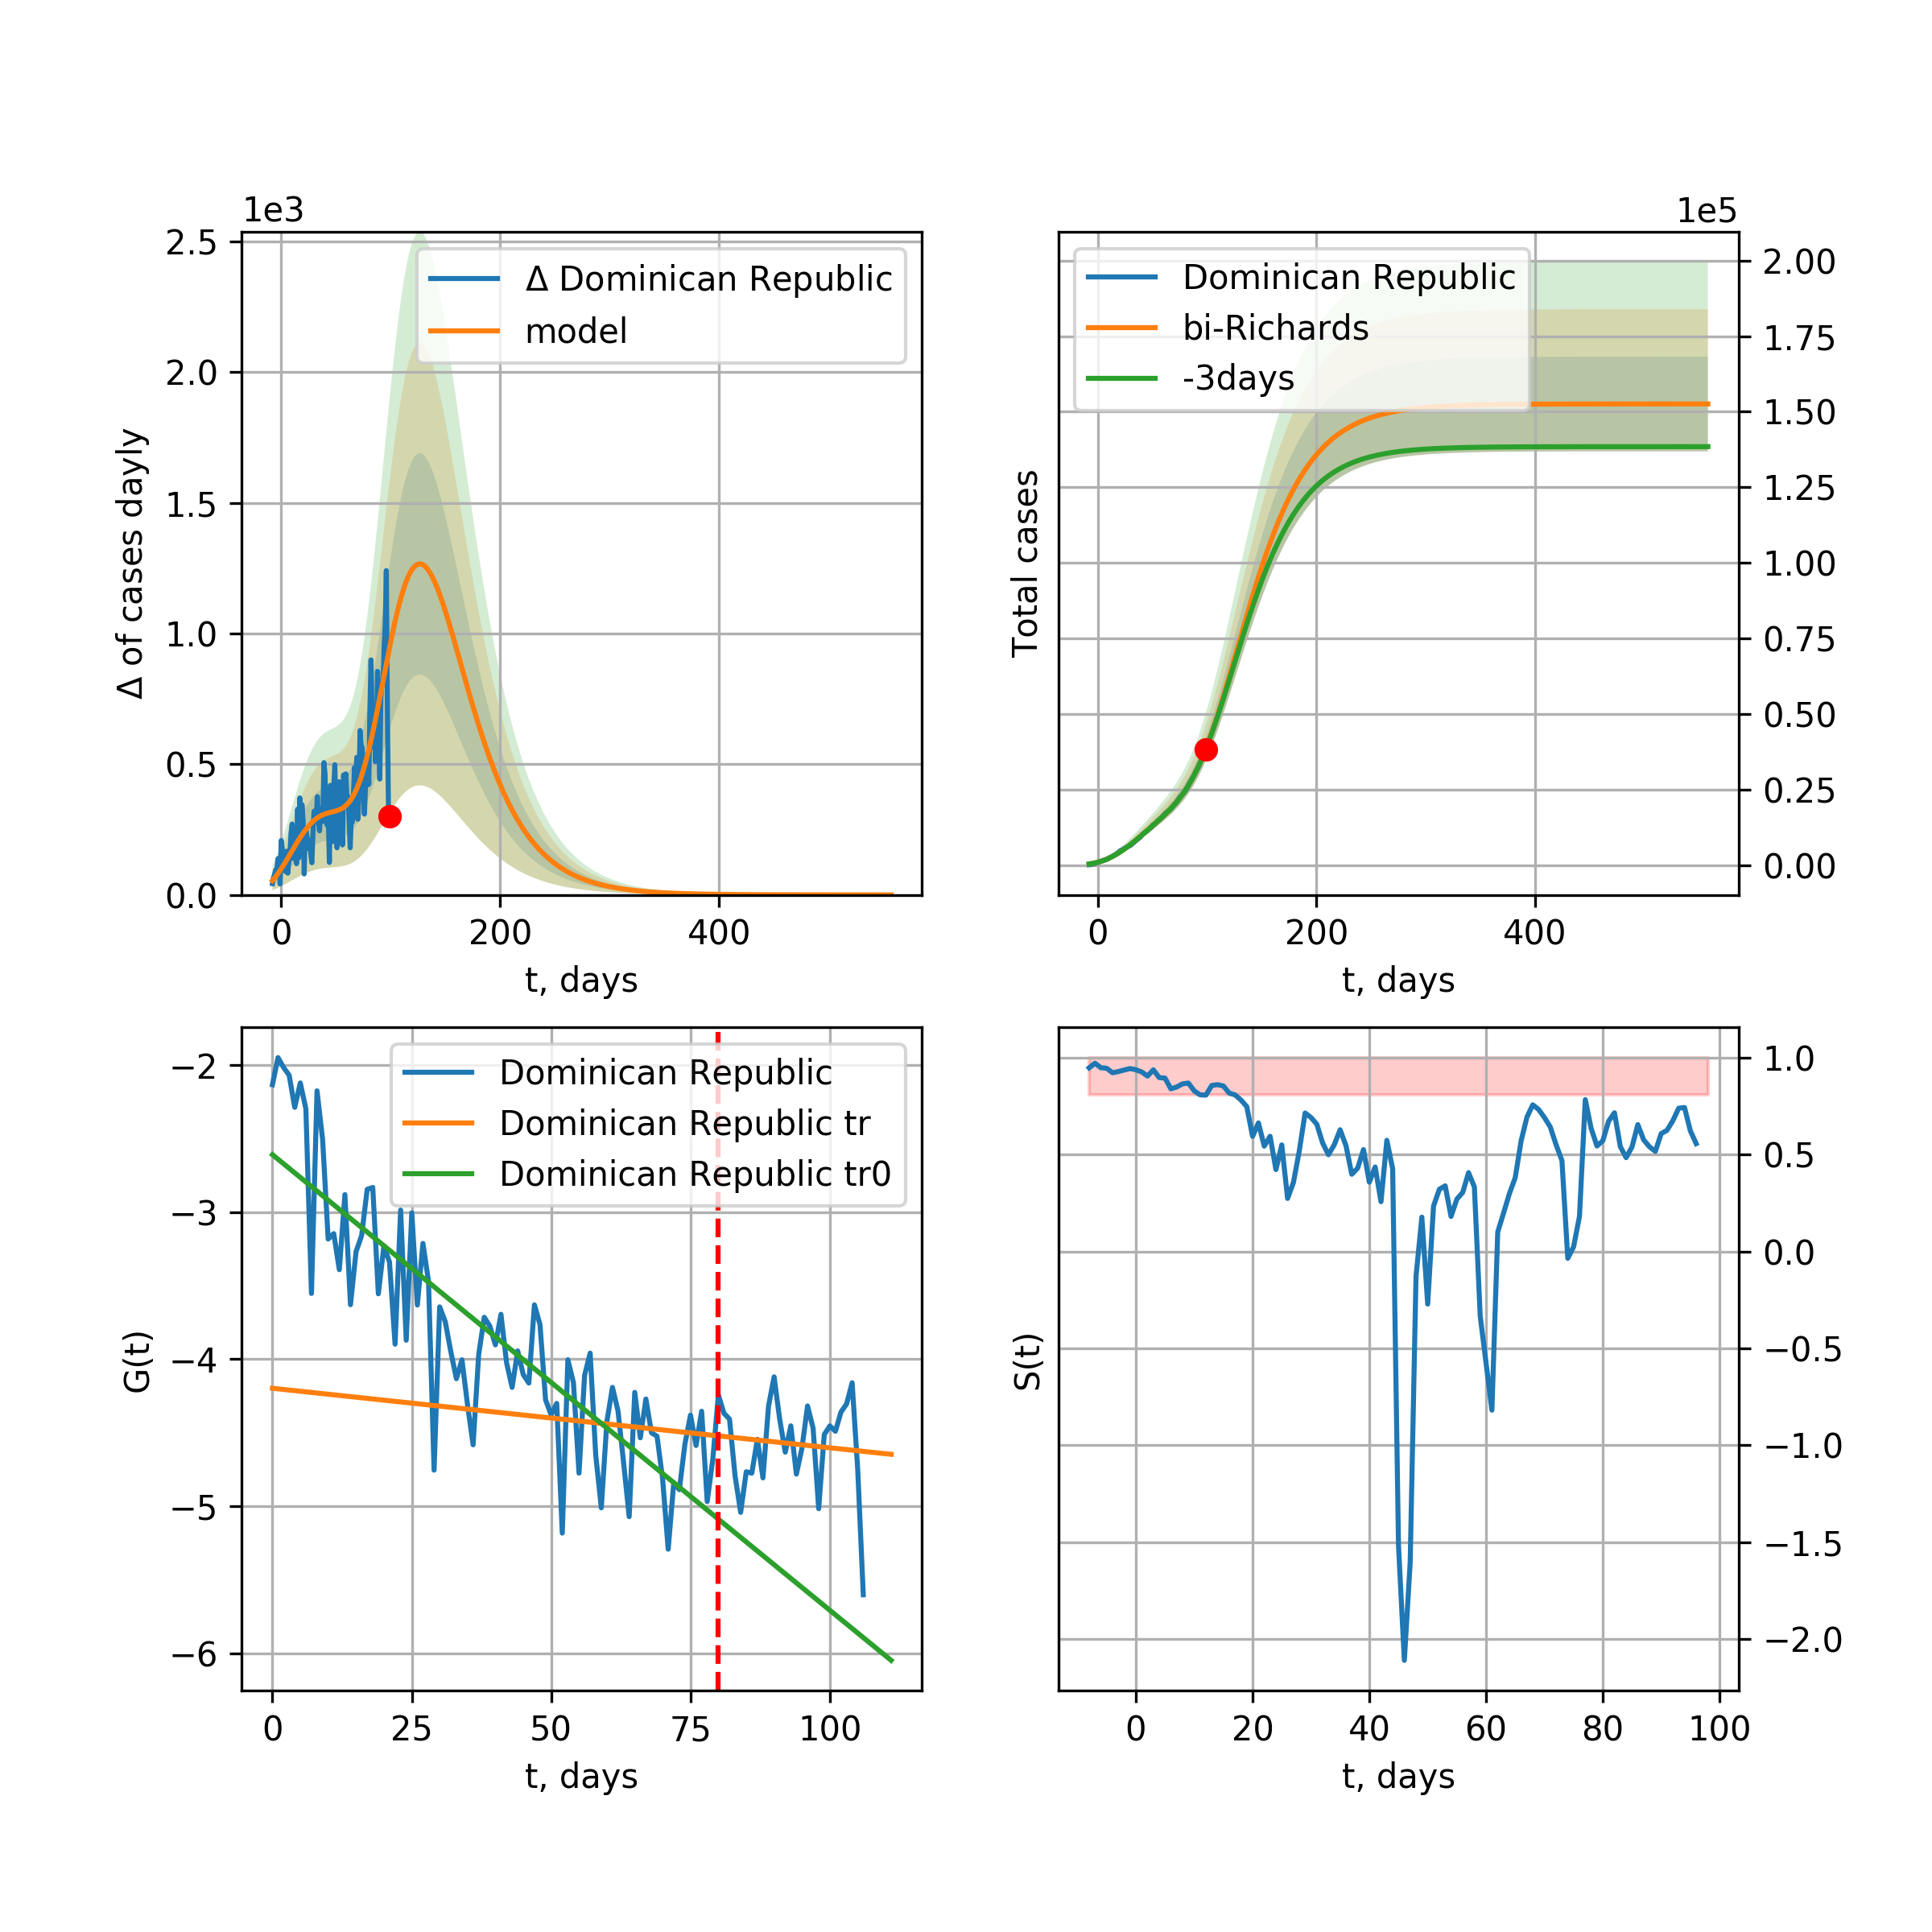 1e3
2.5
2.0
1.5
1.0
0.5
0.0
Δ of cases dayly
Δ Dominican Republic
model
0 200 400
t, days
1e5
2.00
1.75
1.50
1.25
1.00
0.75
0.50
0.25
0.00
Total cases
Dominican Republic
bi-Richards
-3days
0 200 400
t, days
−2
−3
−4
−5
−6
G(t)
Dominican Republic
Dominican Republic tr
Dominican Republic tr0
0 25 50 75 100
t, days
1.0
0.5
0.0
−0.5
−1.0
−1.5
−2.0
S(t)
0 20 40 60 80 100
t, days